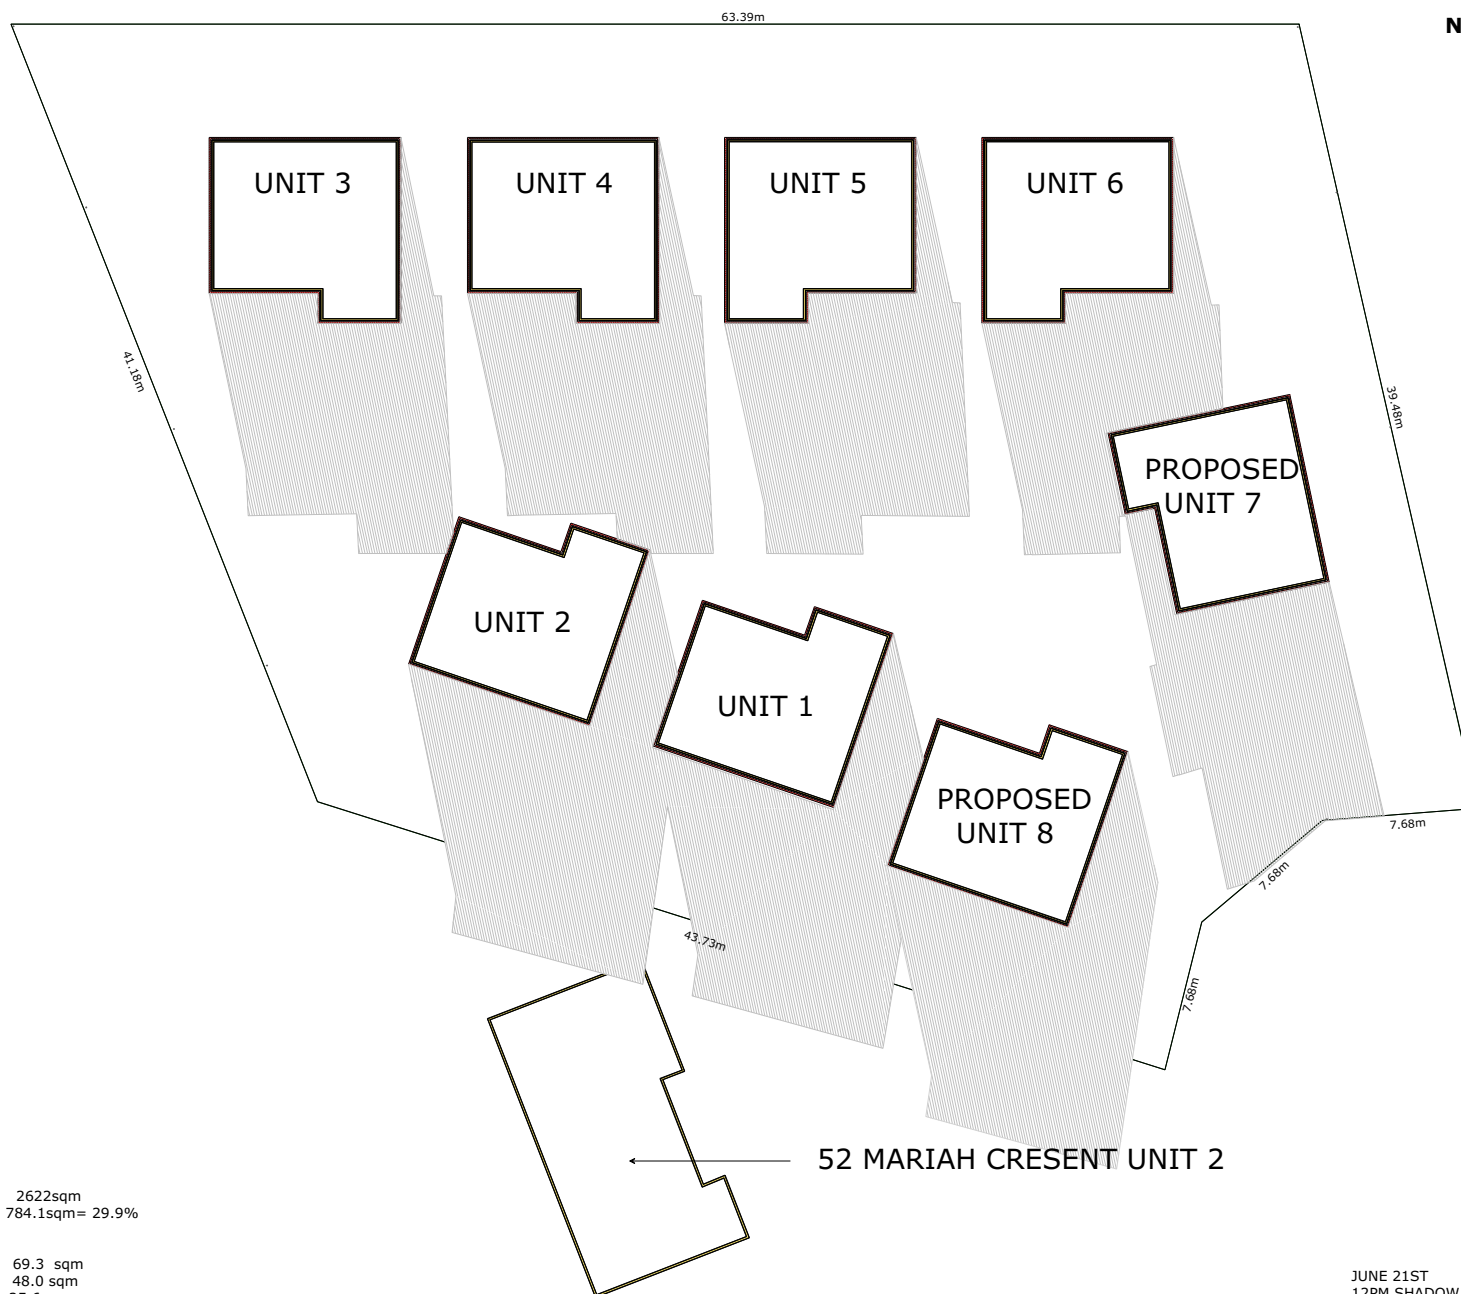 63.39m
N
UNIT 3
UNIT 4
UNIT 5
UNIT 6
41.18m
39.48m
PROPOSED
UNIT 7
UNIT 2
UNIT 1
PROPOSED
UNIT 8
7.68m
7.68m
43.73m
7.68m
52 MARIAH CRESENT UNIT 2
2622sqm
784.1sqm= 29.9%
69.3 sqm
48.0 sqm
JUNE 21ST
12PM SHADOW